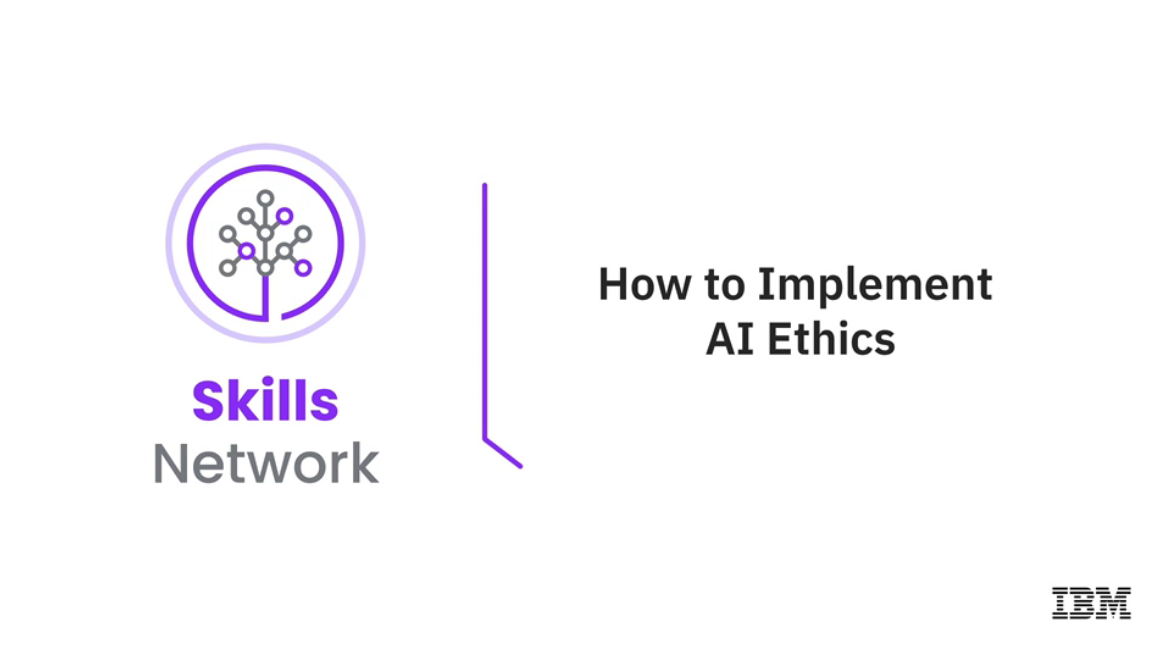 Skills
Network
How to Implement
AI Ethics
IBM